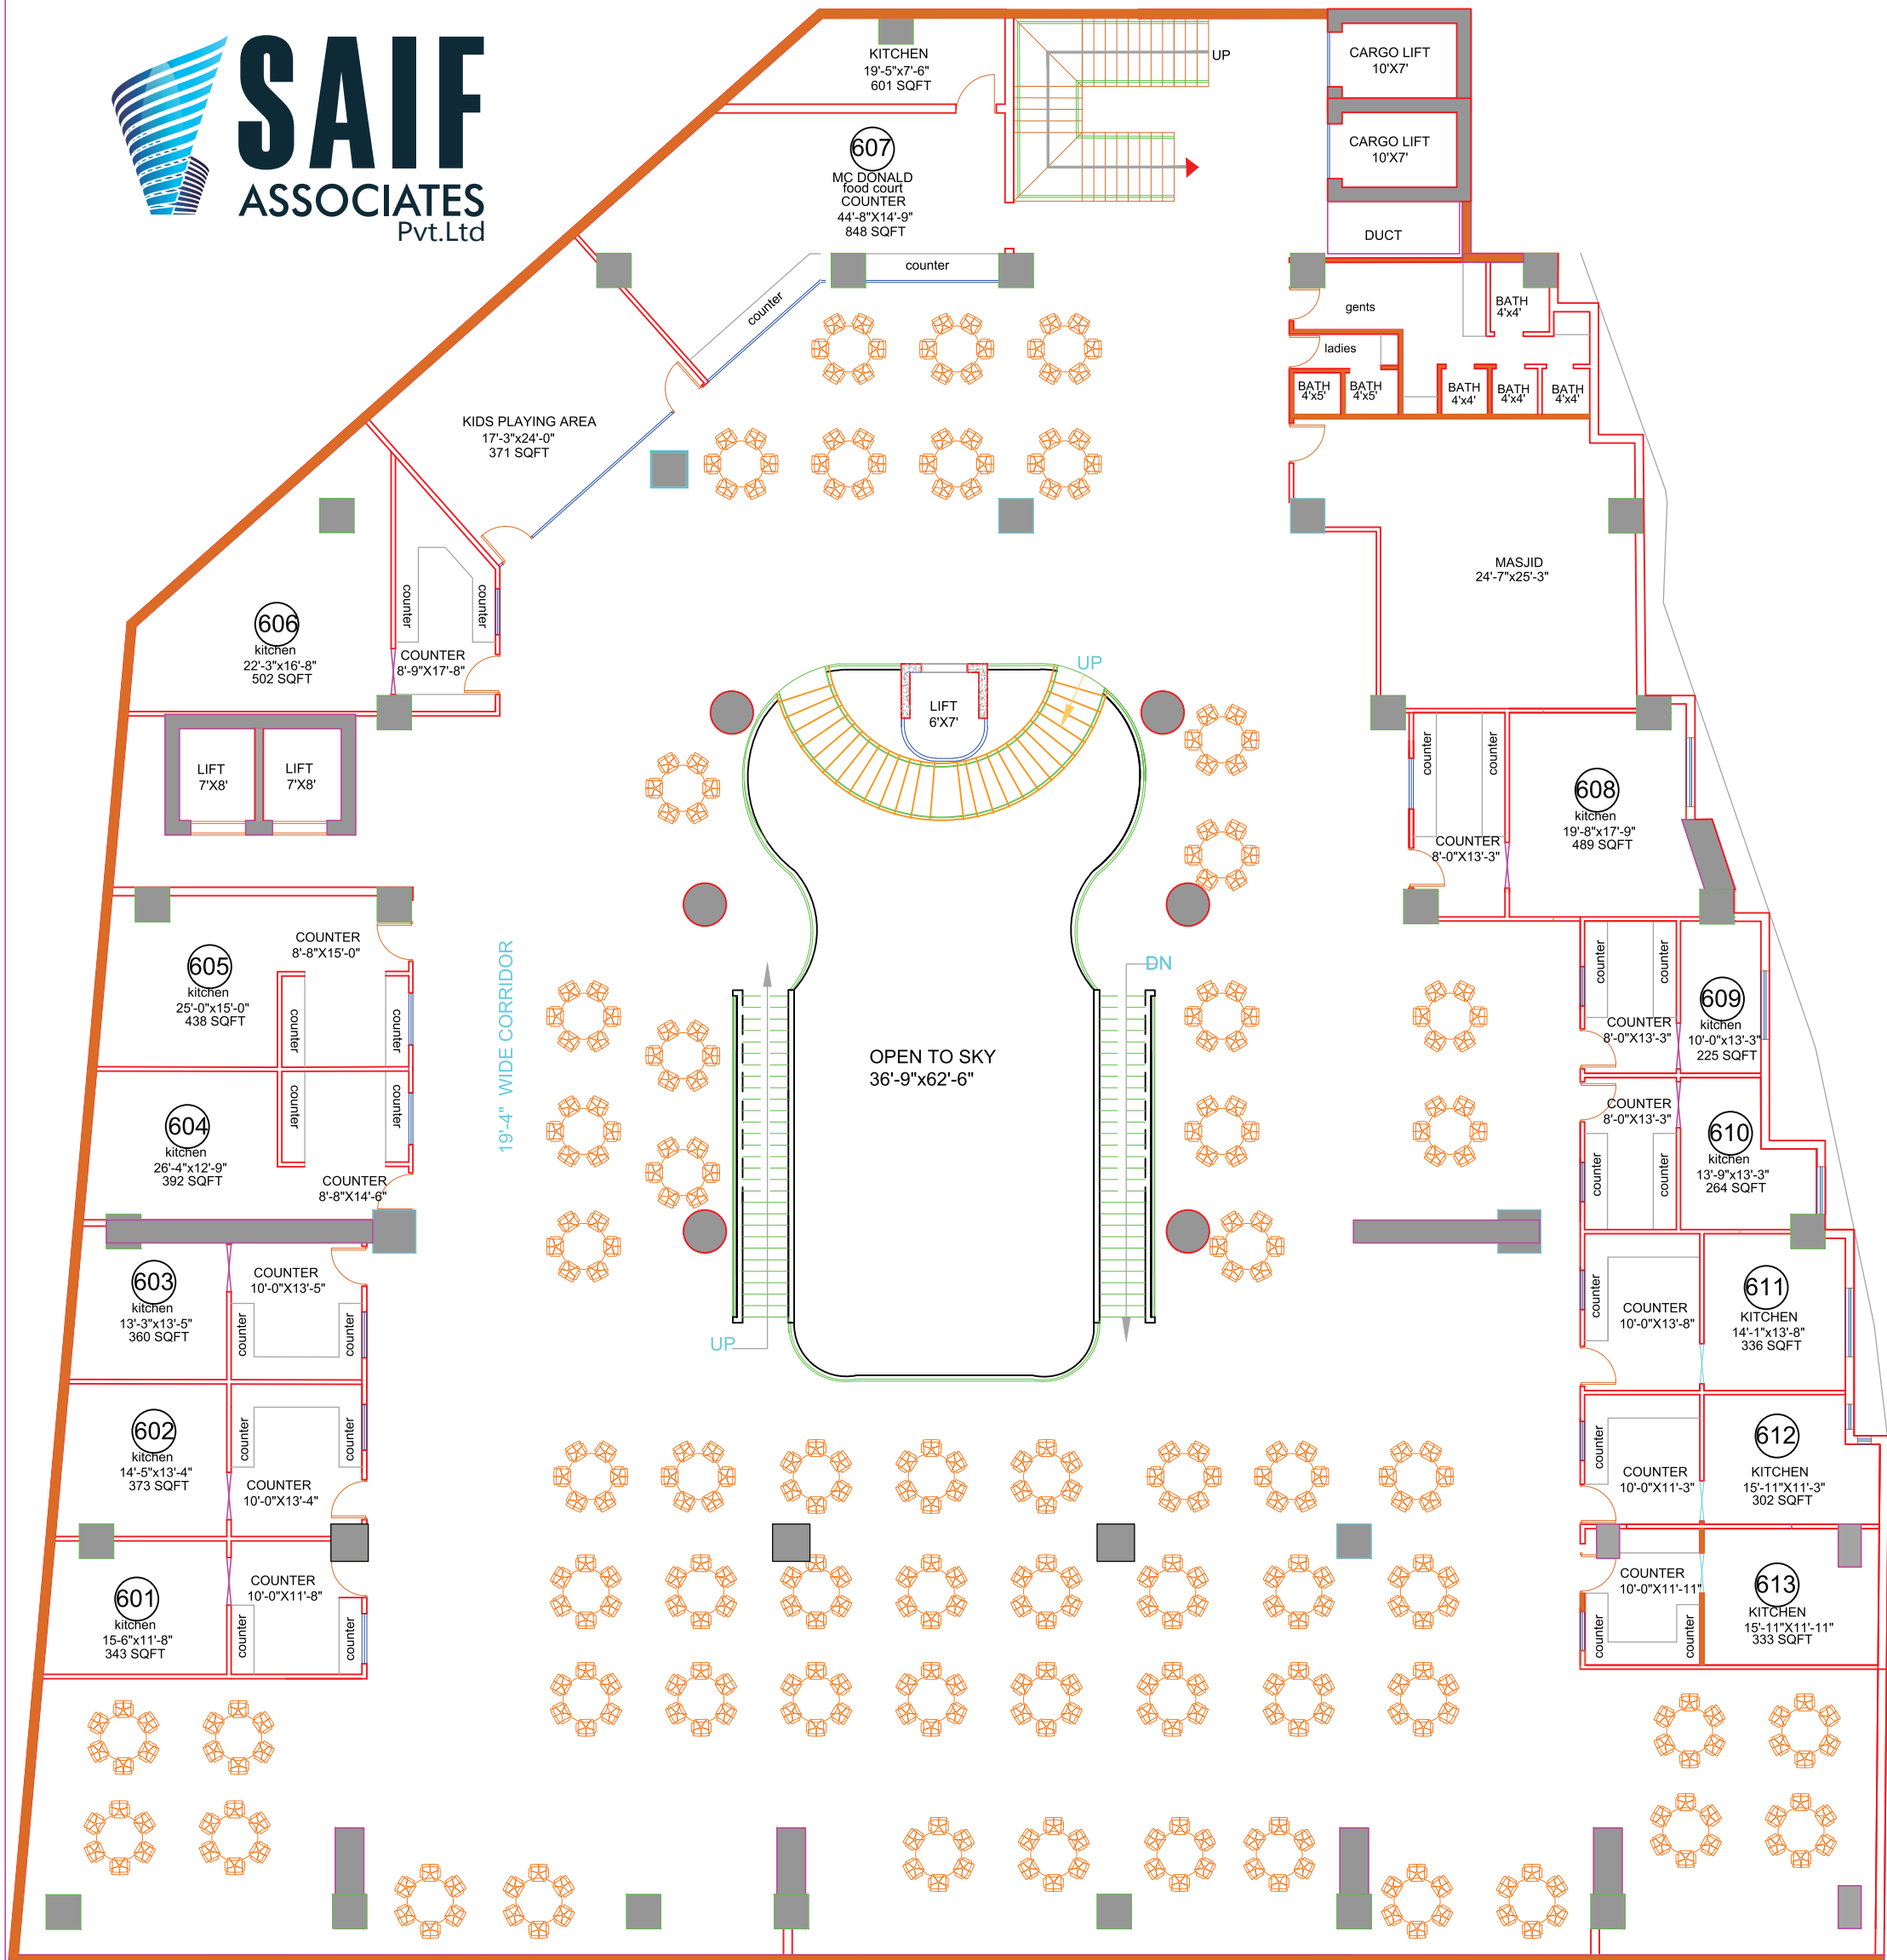 SAIF
ASSOCIATES
Pvt.Ltd
KITCHEN
19'-5"x7'-6"
601 SQFT
UP
CARGO LIFT
10'X7'
CARGO LIFT
10'X7'
DUCT
607
MC DONALD
food court
COUNTER
44'-8"X14'-9"
848 SQFT
counter
counter
gents
BATH
4'x4'
ladies
BATH
4'x5'
BATH
4'x5'
BATH
4'x4'
BATH
4'x4'
BATH
4'x4'
KIDS PLAYING AREA
17'-3"x24'-0"
371 SQFT
MASJID
24'-7"x25'-3"
606
kitchen
22'-3"x16'-8"
502 SQFT
counter
counter
COUNTER
8'-9"X17'-8"
LIFT
7'X8'
LIFT
7'X8'
LIFT
6'X7'
UP
counter
counter
COUNTER
8'-0"X13'-3"
608
kitchen
19'-8"x17'-9"
489 SQFT
COUNTER
8'-8"X15'-0"
605
kitchen
25'-0"x15'-0"
438 SQFT
counter
counter
19'-4" WIDE CORRIDOR
DN
OPEN TO SKY
36'-9"x62'-6"
counter
counter
COUNTER
8'-0"X13'-3"
609
kitchen
10'-0"x13'-3"
225 SQFT
604
kitchen
26'-4"x12'-9"
392 SQFT
counter
counter
COUNTER
8'-8"X14'-6"
COUNTER
8'-0"X13'-3"
counter
counter
610
kitchen
13'-9"x13'-3"
264 SQFT
603
kitchen
13'-3"x13'-5"
360 SQFT
COUNTER
10'-0"X13'-5"
counter
counter
UP
counter
COUNTER
10'-0"X13'-8"
611
KITCHEN
14'-1"x13'-8"
336 SQFT
602
kitchen
14'-5"x13'-4"
373 SQFT
counter
counter
COUNTER
10'-0"X13'-4"
counter
COUNTER
10'-0"X11'-3"
612
KITCHEN
15'-11"X11'-3"
302 SQFT
601
kitchen
15-6"x11'-8"
343 SQFT
COUNTER
10'-0"X11'-8"
counter
counter
COUNTER
10'-0"X11'-11"
counter
counter
613
KITCHEN
15'-11"X11'-11"
333 SQFT